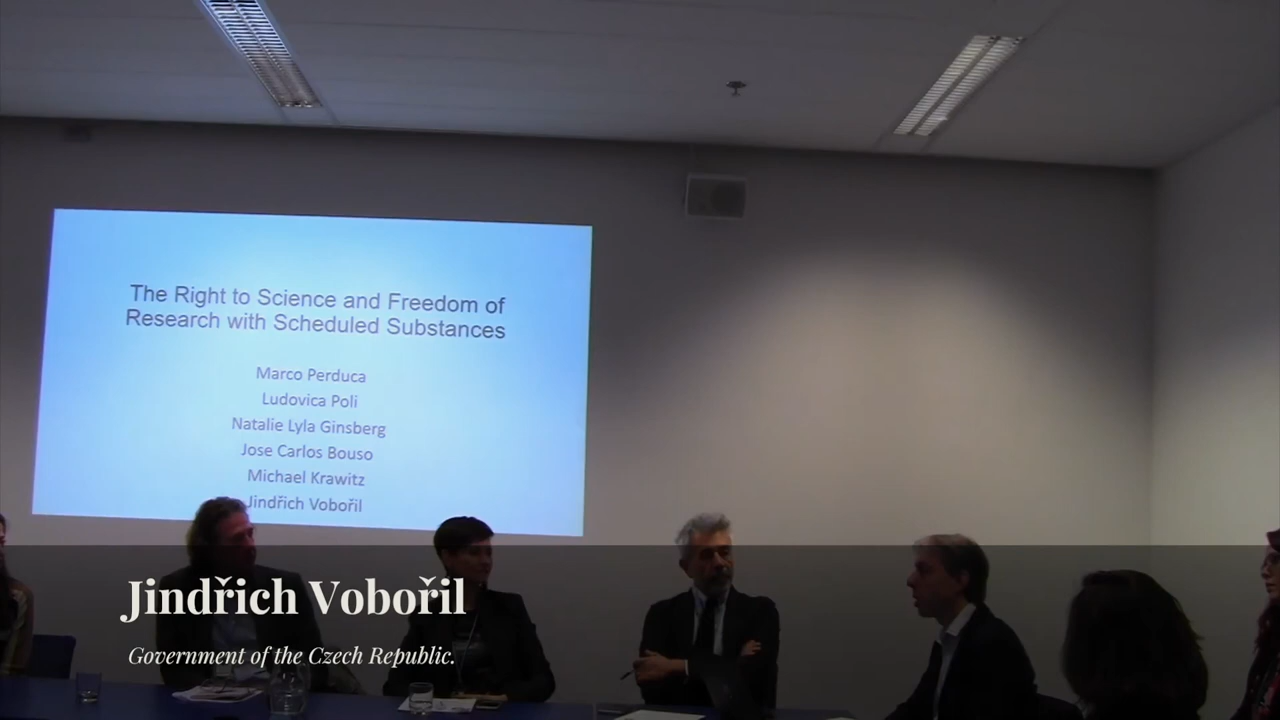 The Right to Science and Freedom of
Research with Scheduled Substances
Marco Perduca
Ludovica Poli
Natalie Lyla Ginsberg
Jose Carlos Bouso
Michael Krawitz
Jindřich Vobořil
Jindřich Vobořil
Government of the Czech Republic.